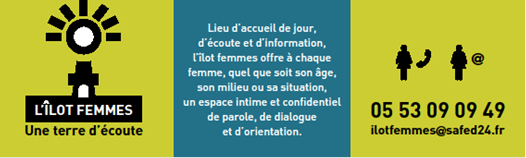 L'ÎLOT FEMMES
Une terre d'écoute
Lieu d'accueil de jour,
d'écoute et d'information,
l'îlot femmes offre à chaque
femme, quel que soit son âge,
son milieu ou sa situation,
un espace intime et confidentiel
de parole, de dialogue
et d'orientation.
@
05 53 09 09 49
ilotfemmes@safed24.fr